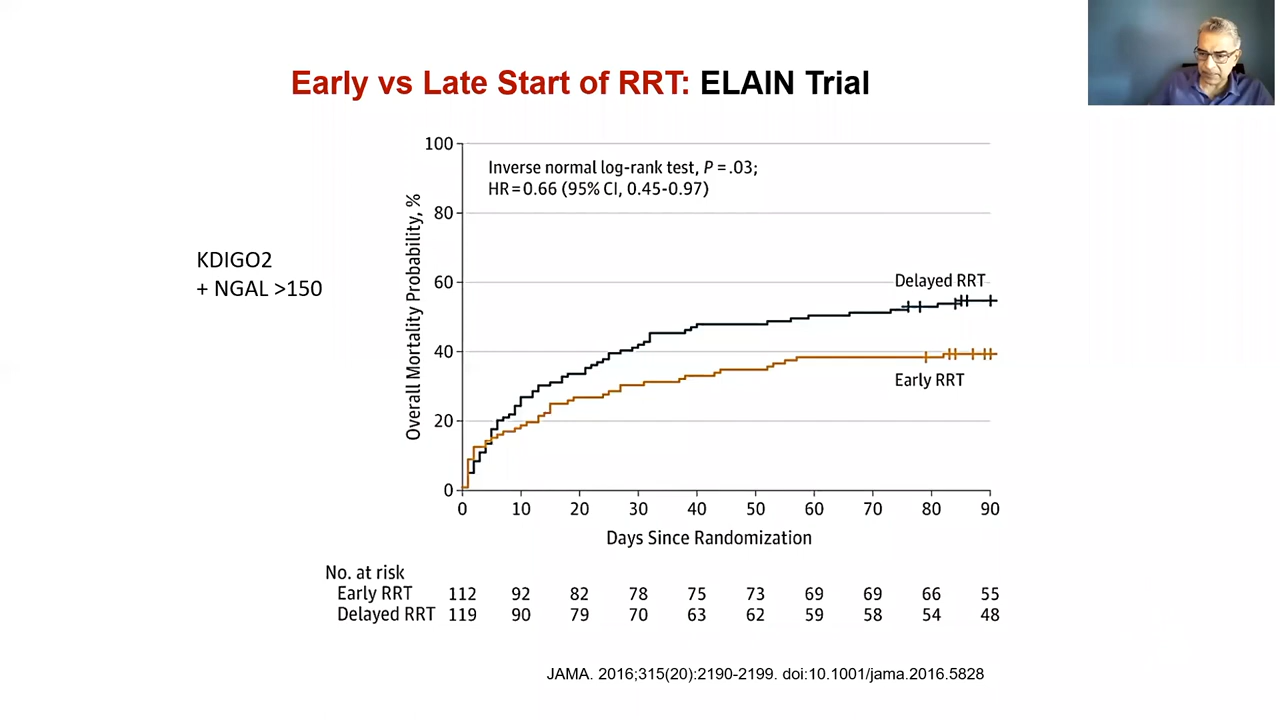 Early vs Late Start of RRT: ELAIN Trial
KDIGO2
+ NGAL >150
Overall Mortality Probability, %
100
80
60
40
20
0
Inverse normal log-rank test, P = .03;
HR = 0.66 (95% CI, 0.45-0.97)
Delayed RRT
Early RRT
0 10 20 30 40 50 60 70 80 90
Days Since Randomization
No. at risk
Early RRT 112 92 82 78 75 73 69 69 66 55
Delayed RRT 119 90 79 70 63 62 59 58 54 48
JAMA. 2016;315(20):2190-2199. doi:10.1001/jama.2016.5828